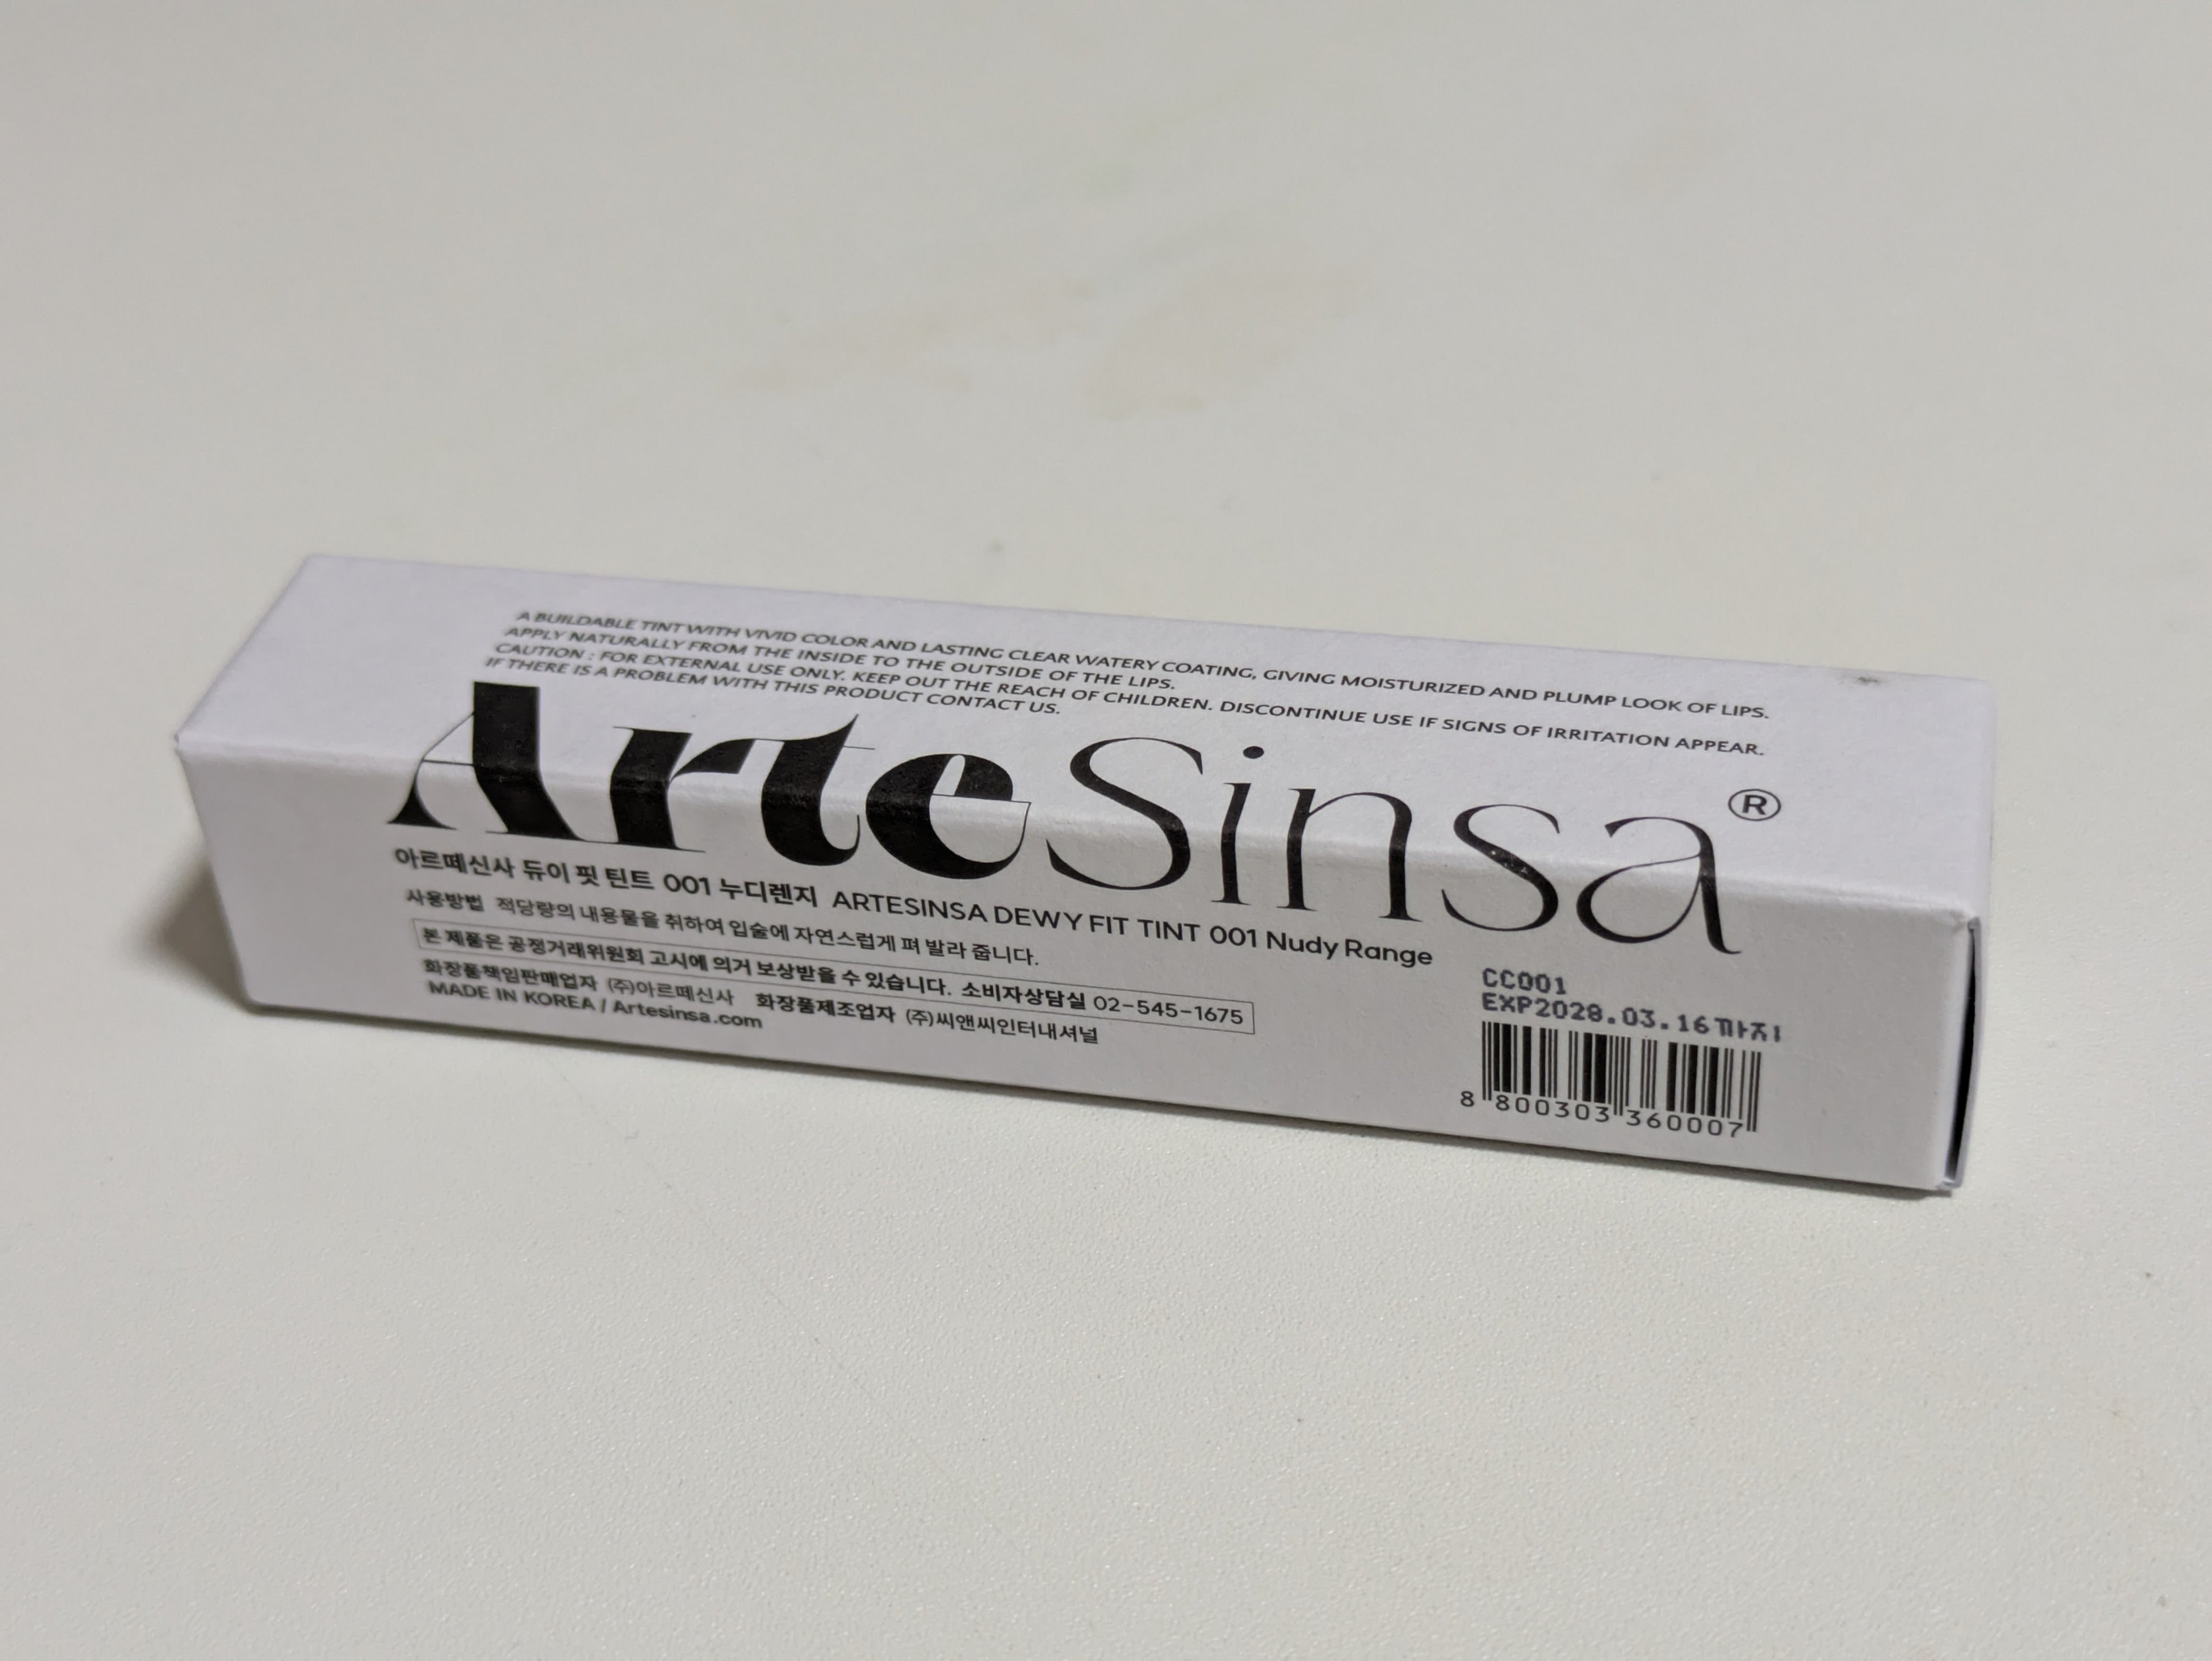 A BUILDABLE TINT WITH VIVID COLOR AND LASTING CLEAR WATERY COATING, GIVING MOISTURIZED AND PLUMP LOOK OF LIPS.
APPLY NATURALLY FROM THE INSIDE TO THE OUTSIDE OF THE LIPS.
CAUTION : FOR EXTERNAL USE ONLY. KEEP OUT THE REACH OF CHILDREN. DISCONTINUE USE IF SIGNS OF IRRITATION APPEAR.
IF THERE IS A PROBLEM WITH THIS PRODUCT CONTACT US.
ArteSinsa®
아르떼신사 듀이 핏 틴트 001 누디렌지 ARTESINSA DEWY FIT TINT 001 Nudy Range
사용방법 적당량의 내용물을 취하여 입술에 자연스럽게 펴 발라 줍니다.
본 제품은 공정거래위원회 고시에 의거 보상받을 수 있습니다. 소비자상담실 02-545-1675
화장품책임판매업자 (주)아르떼신사 화장품제조업자 (주)씨앤씨인터내셔널
MADE IN KOREA / Artesinsa.com
CC001
EXP2028.03.16까지
8 800303 360007